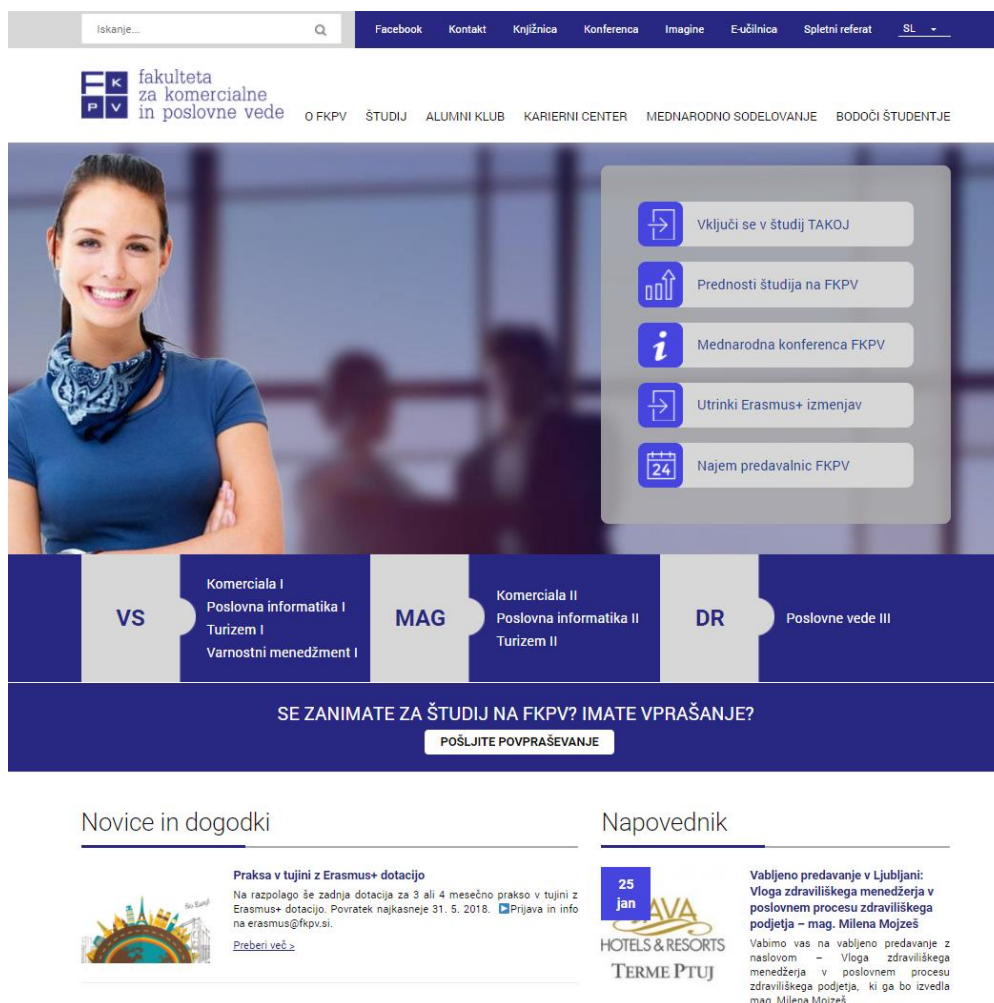 Iskanje...
Facebook Kontakt Knjižnica Konferenca Imagine E-učilnica Spletni referat SL
FK
PV
fakulteta
za komercialne
in poslovne vede
O FKPV ŠTUDIJ ALUMNI KLUB KARIERNI CENTER MEDNARODNO SODELOVANJE BODOČI ŠTUDENTJE
Vključi se v študij TAKOJ
Prednosti študija na FKPV
i Mednarodna konferenca FKPV
Utrinki Erasmus+ izmenjav
24 Najem predavalnic FKPV
VS
Komerciala I
Poslovna informatika I
Turizem I
Varnostni menedžment I
MAG
Komerciala II
Poslovna informatika II
Turizem II
DR
Poslovne vede III
SE ZANIMATE ZA ŠTUDIJ NA FKPV? IMATE VPRAŠANJE?
POŠLJITE POVPRAŠEVANJE
Novice in dogodki
Praksa v tujini z Erasmus+ dotacijo
Na razpolago še zadnja dotacija za 3 ali 4 mesečno prakso v tujini z
Erasmus+ dotacijo. Povratek najkasneje 31. 5. 2018. Prijava in info
na erasmus@fkpv.si.
Preberi več >
Napovednik
25
jan
AVA
HOTELS & RESORTS
TERME PTUJ
Vabljeno predavanje v Ljubljani:
Vloga zdraviliškega menedžerja v
poslovnem procesu zdraviliškega
podjetja – mag. Milena Mojzeš
Vabimo vas na vabljeno predavanje z
naslovom – Vloga zdraviliškega
menedžerja v poslovnem procesu
zdraviliškega podjetja, ki ga bo izvedla
mag. Milena Mojzeš